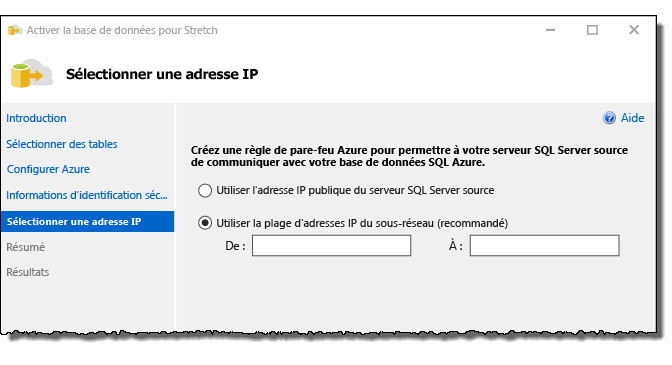 Activer la base de données pour Stretch
Sélectionner une adresse IP
Introduction
Sélectionner des tables
Configurer Azure
Informations d'identification séc...
Sélectionner une adresse IP
Résumé
Résultats
Aide
Créez une règle de pare-feu Azure pour permettre à votre serveur SQL Server source
de communiquer avec votre base de données SQL Azure.
Utiliser l'adresse IP publique du serveur SQL Server source
Utiliser la plage d'adresses IP du sous-réseau (recommandé)
De : À :